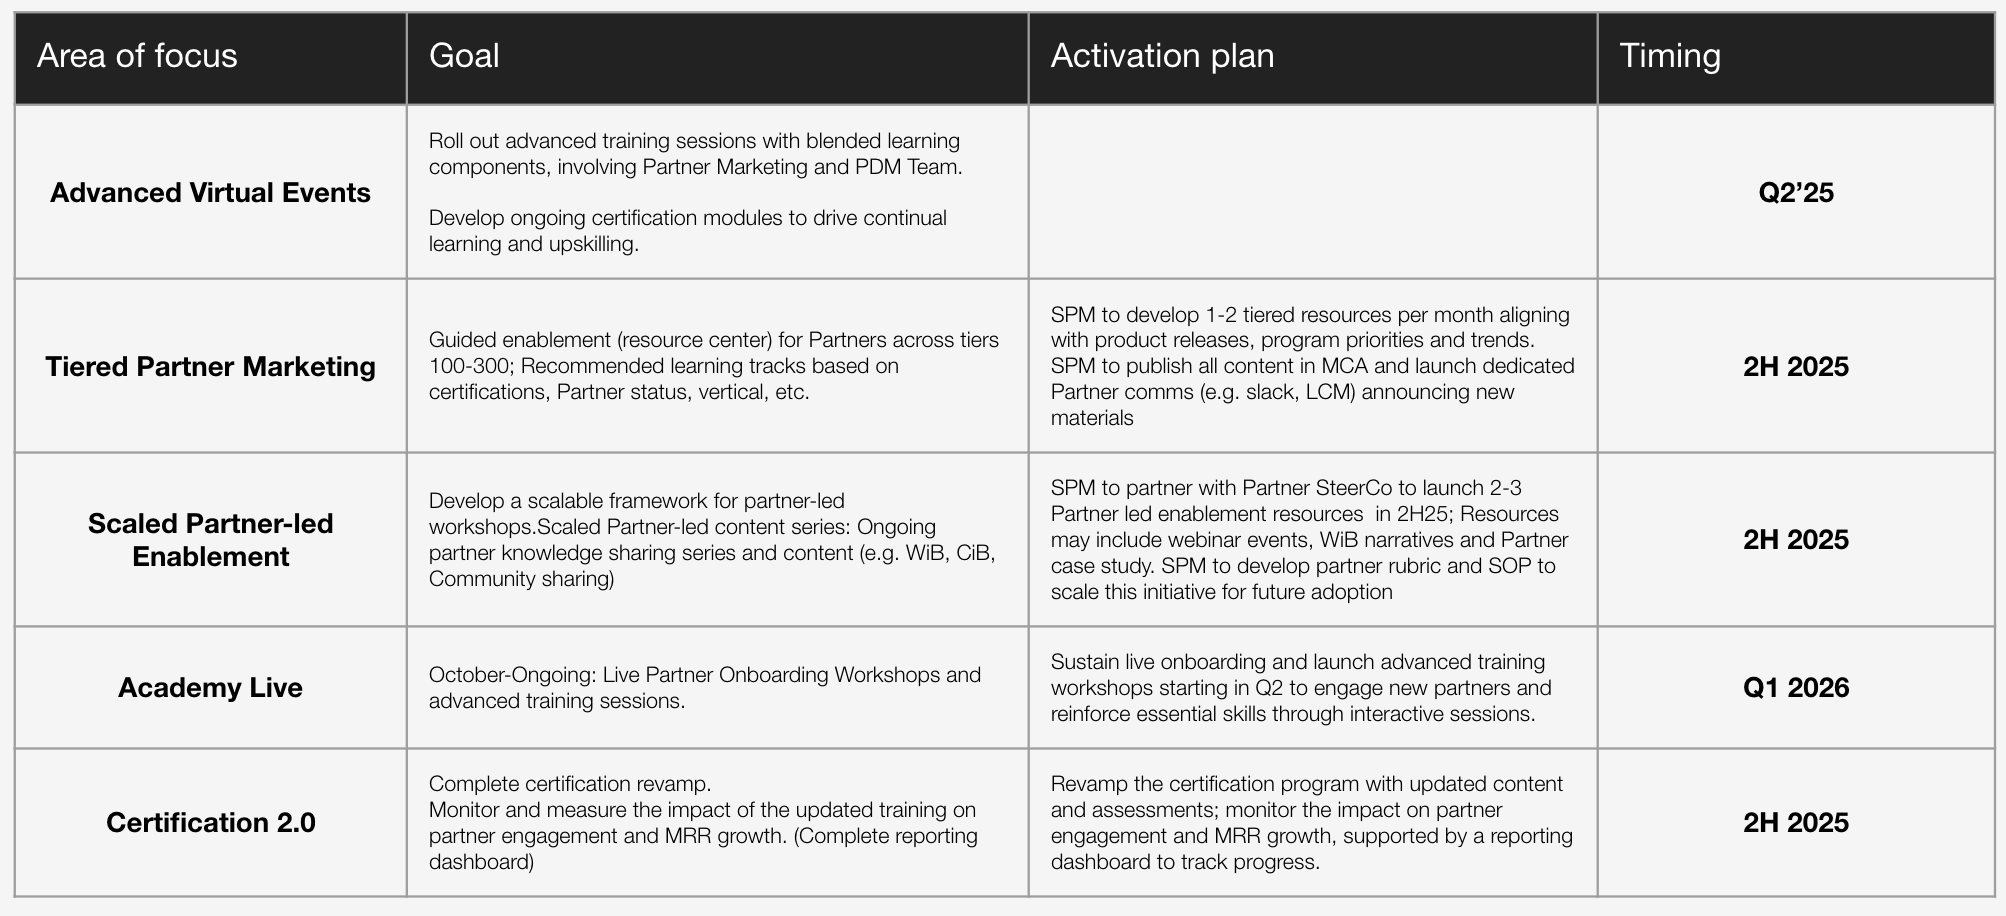 Area of focus
Goal
Activation plan
Timing
Advanced Virtual Events
Roll out advanced training sessions with blended learning
components, involving Partner Marketing and PDM Team.
Develop ongoing certification modules to drive continual
learning and upskilling.
Q2’25
Tiered Partner Marketing
Guided enablement (resource center) for Partners across tiers
100-300; Recommended learning tracks based on
certifications, Partner status, vertical, etc.
SPM to develop 1-2 tiered resources per month aligning
with product releases, program priorities and trends.
SPM to publish all content in MCA and launch dedicated
Partner comms (e.g. slack, LCM) announcing new
materials
2H 2025
Scaled Partner-led
Enablement
Develop a scalable framework for partner-led
workshops.Scaled Partner-led content series: Ongoing
partner knowledge sharing series and content (e.g. WiB, CiB,
Community sharing)
SPM to partner with Partner SteerCo to launch 2-3
Partner led enablement resources  in 2H25; Resources
may include webinar events, WiB narratives and Partner
case study. SPM to develop partner rubric and SOP to
scale this initiative for future adoption
2H 2025
Academy Live
October-Ongoing: Live Partner Onboarding Workshops and
advanced training sessions.
Sustain live onboarding and launch advanced training
workshops starting in Q2 to engage new partners and
reinforce essential skills through interactive sessions.
Q1 2026
Certification 2.0
Complete certification revamp.
Monitor and measure the impact of the updated training on
partner engagement and MRR growth. (Complete reporting
dashboard)
Revamp the certification program with updated content
and assessments; monitor the impact on partner
engagement and MRR growth, supported by a reporting
dashboard to track progress.
2H 2025